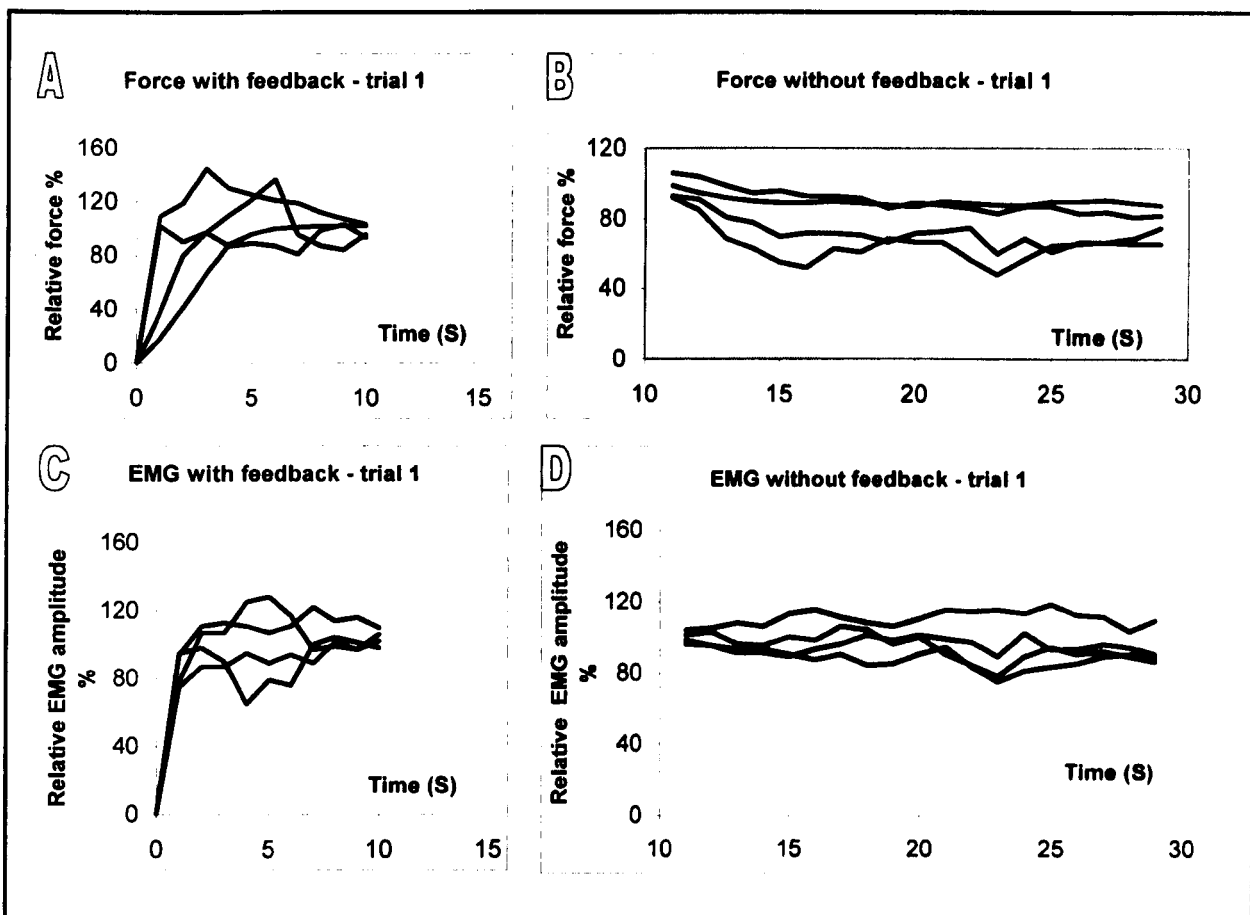 A
Force with feedback - trial 1
Relative force %
160
120
80
40
0
Time (S)
0 5 10 15
B
Force without feedback - trial 1
Relative force %
120
80
40
0
Time (S)
10 15 20 25 30
C
EMG with feedback - trial 1
Relative EMG amplitude
%
160
120
80
40
0
Time (S)
0 5 10 15
D
EMG without feedback - trial 1
Relative EMG amplitude
%
160
120
80
40
0
Time (S)
10 15 20 25 30